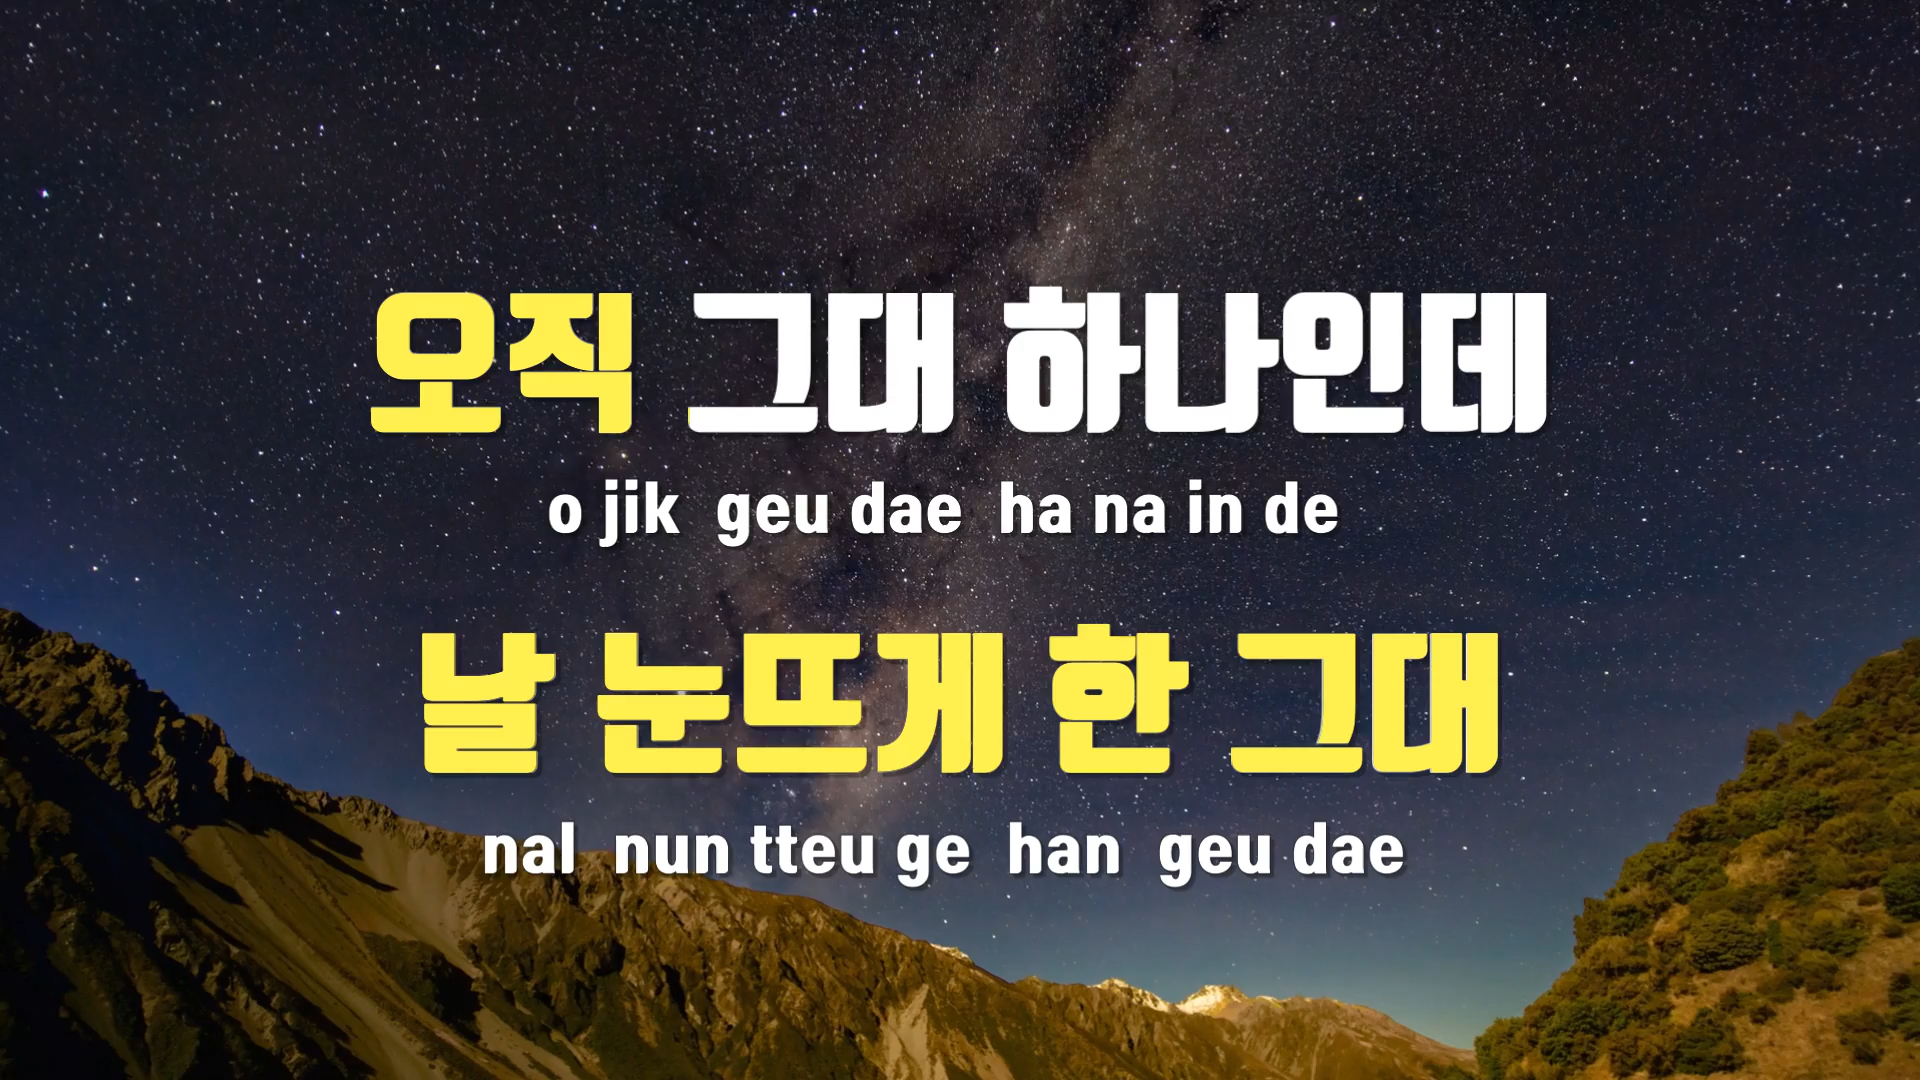 오직 그대 하나인데
o jik geu dae ha na in de
날 눈뜨게 한 그대
nal nun tteu ge han geu dae